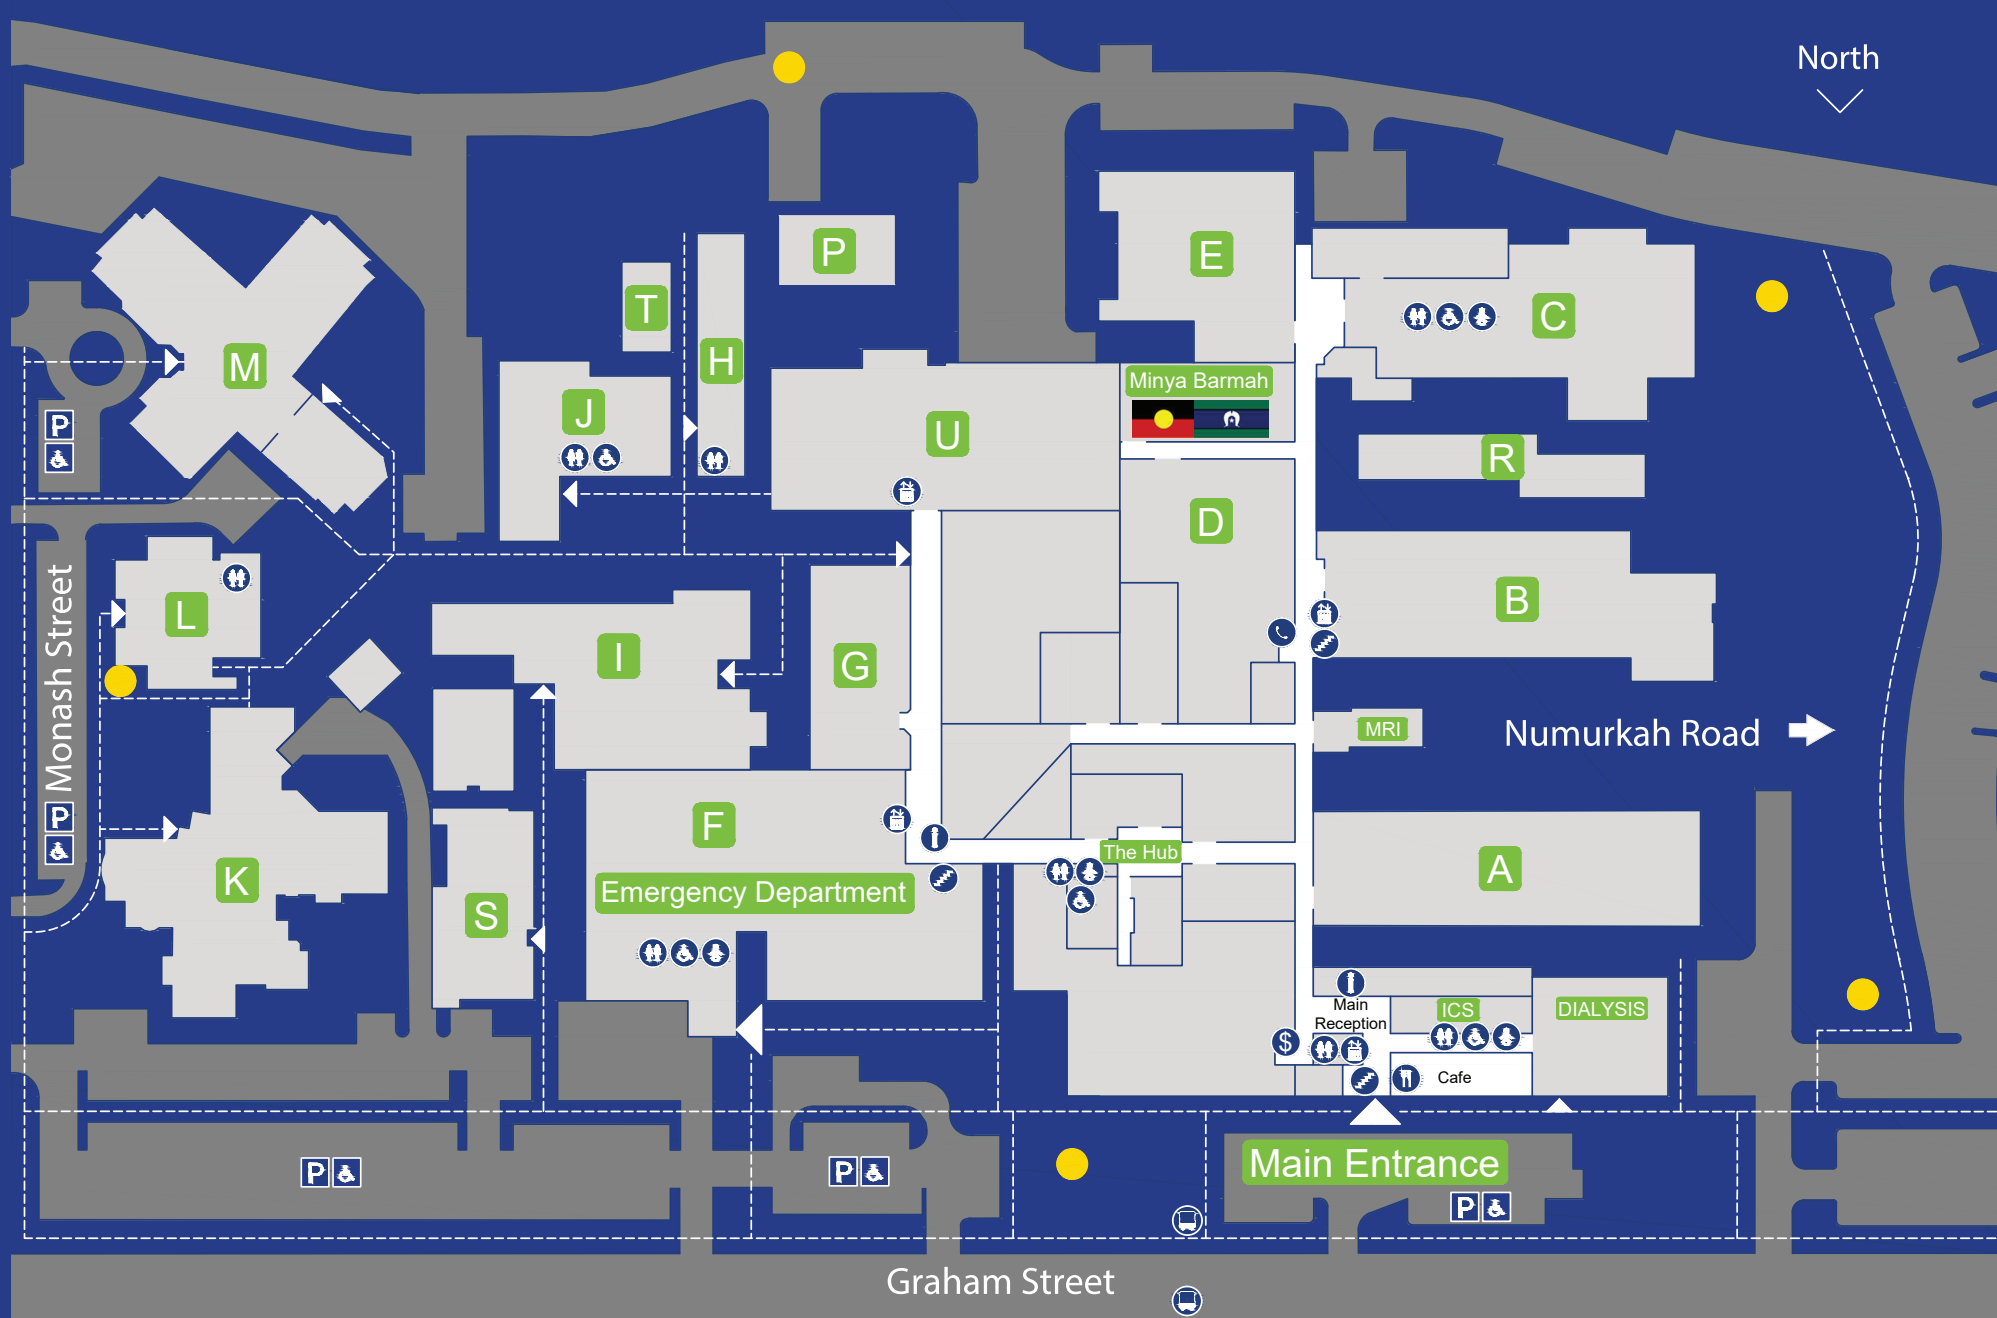 North
E
P
C
T
H
M
Minya Barmah
J
U
P
R
D
L
B
I
G
Monash Street
MRI
Numurkah Road
P
F
The Hub
A
K
Emergency Department
S
Main
Reception
ICS
DIALYSIS
$
Cafe
Main Entrance
P
P
P
Graham Street